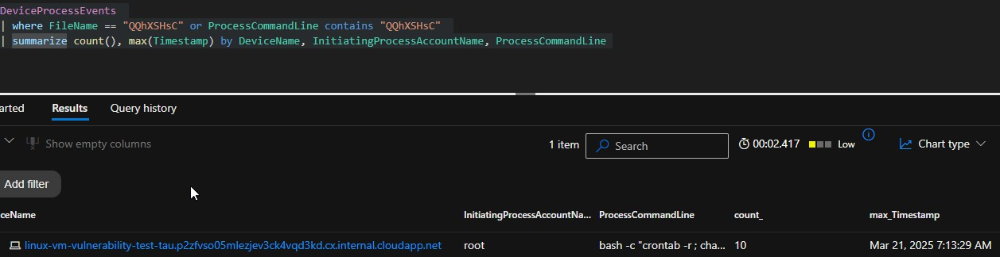 DeviceProcessEvents
| where FileName == "QQhXSHsC" or ProcessCommandLine contains "QQhXSHsC"
| summarize count(), max(Timestamp) by DeviceName, InitiatingProcessAccountName, ProcessCommandLine
arted Results Query history
Show empty columns 1 item Search 00:02.417 Low Chart type
Add filter
ceName InitiatingProcessAccountNa... ProcessCommandLine count_ max_Timestamp
linux-vm-vulnerability-test-tau.p2zfvso05mlezjev3ck4vqd3kd.cx.internal.cloudapp.net root bash -c "crontab -r ; cha... 10 Mar 21, 2025 7:13:29 AM